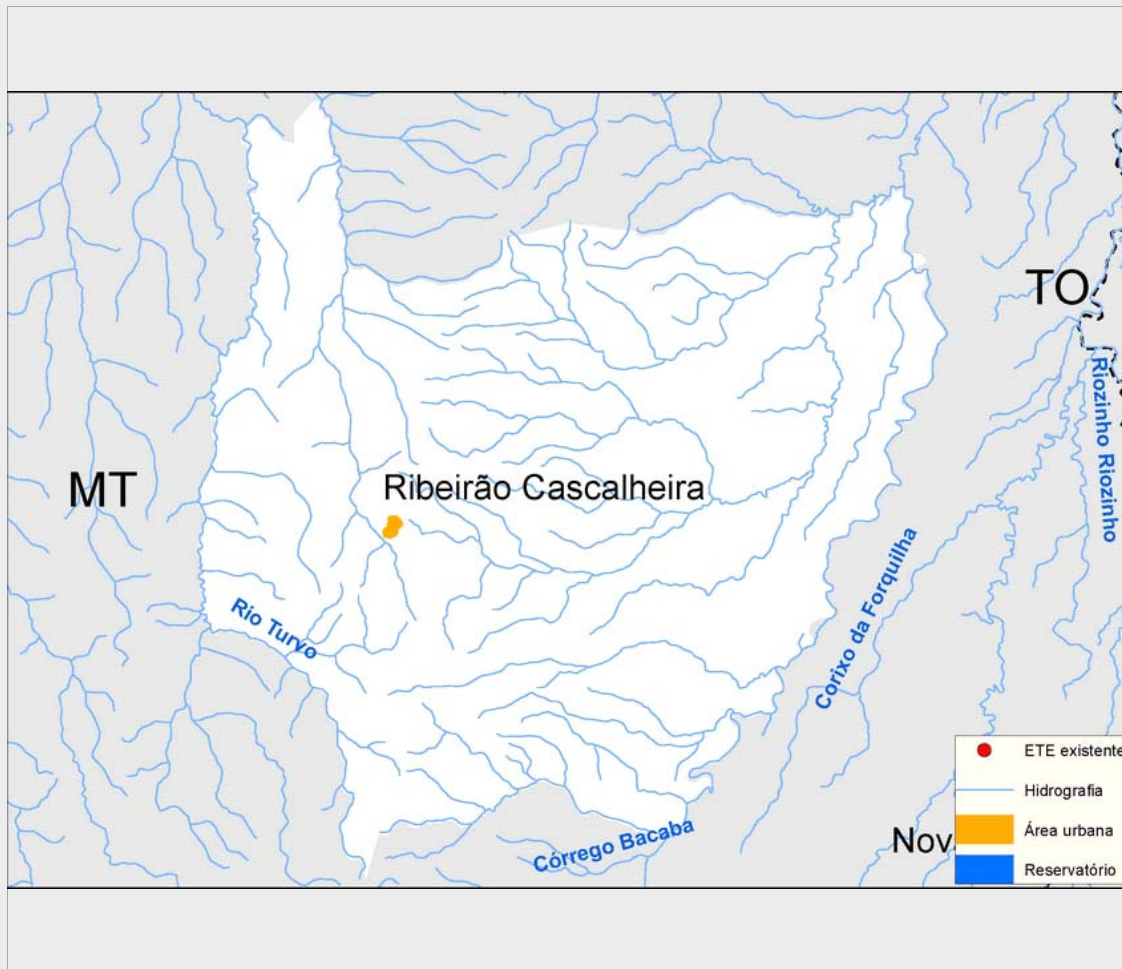 TO
Riozinho Riozinho
MT
Ribeirão Cascalheira
Rio Turvo
Corixo da Forquilha
Córrego Bacaba
Nov
ETE existente
Hidrografia
Área urbana
Reservatório